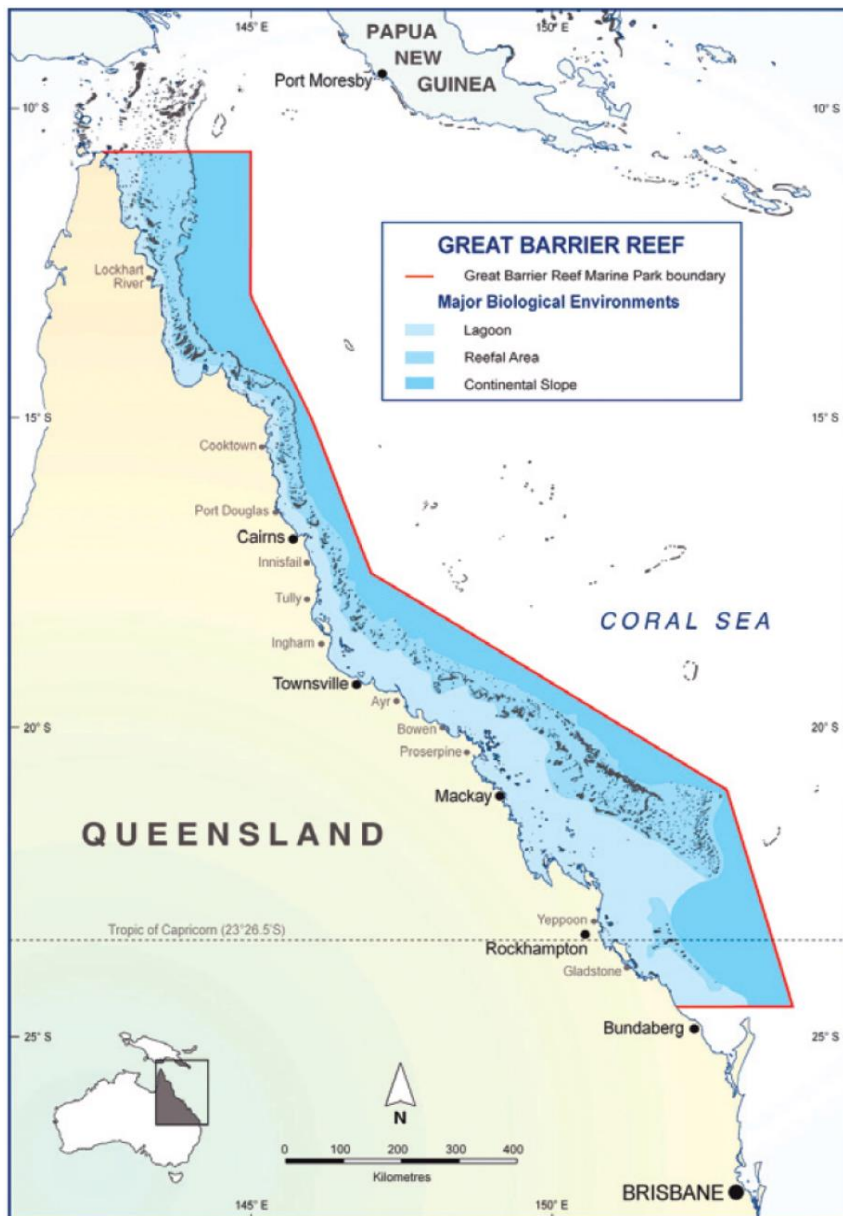 145° E
150° E
PAPUA
NEW
GUINEA
Port Moresby
10° S
10° S
GREAT BARRIER REEF
Great Barrier Reef Marine Park boundary
Major Biological Environments
Lagoon
Reefal Area
Continental Slope
Lockhart
River
15° S
15° S
Cooktown
Port Douglas
Cairns
Innisfail
Tully
Ingham
CORAL SEA
Townsville
Ayr
Bowen
20° S
20° S
Proserpine
Mackay
QUEENSLAND
Yeppoon
Tropic of Capricorn (23°26.5'S)
Rockhampton
Gladstone
Bundaberg
25° S
25° S
N
0 100 200 300 400
Kilometres
BRISBANE
145° E
150° E